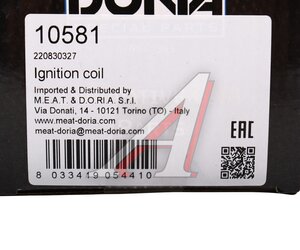 DORIA
10581
220830327
Ignition coil
Imported & Distributed by
M.E.A.T. & D.O.R.I.A. S.r.l.
Via Donati, 14 - 10121 Torino (TO) - Italy
www.meat-doria.com
meat-doria@meat-doria.com
EAC
8 033419 054410